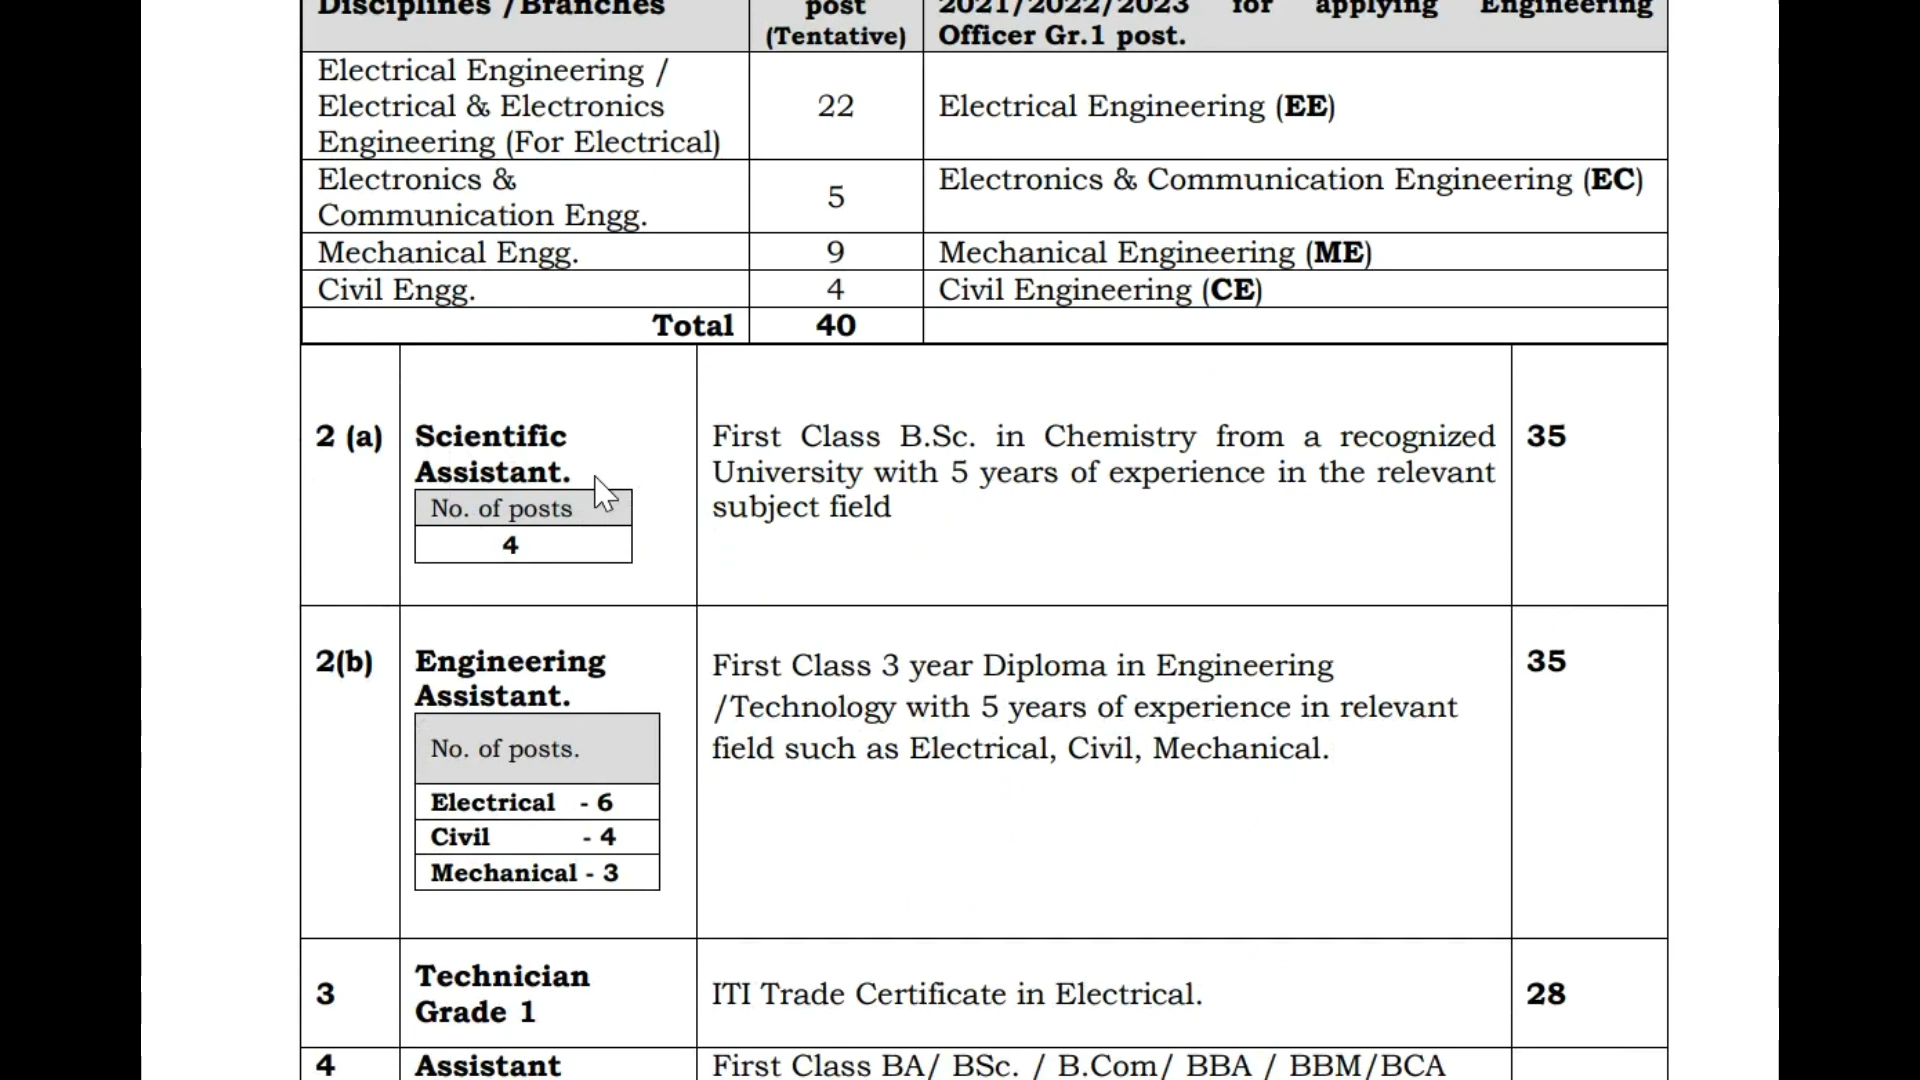 Disciplines /Branches
post
(Tentative)
2021/2022/2023 for applying Engineering
Officer Gr.1 post.
Electrical Engineering /
Electrical & Electronics
Engineering (For Electrical)
22
Electrical Engineering (EE)
Electronics &
Communication Engg.
5
Electronics & Communication Engineering (EC)
Mechanical Engg.
9
Mechanical Engineering (ME)
Civil Engg.
4
Civil Engineering (CE)
Total
40
2 (a)
Scientific
Assistant.
No. of posts
4
First Class B.Sc. in Chemistry from a recognized
University with 5 years of experience in the relevant
subject field
35
2(b)
Engineering
Assistant.
No. of posts.
Electrical - 6
Civil - 4
Mechanical - 3
First Class 3 year Diploma in Engineering
/Technology with 5 years of experience in relevant
field such as Electrical, Civil, Mechanical.
35
3
Technician
Grade 1
ITI Trade Certificate in Electrical.
28
4
Assistant
First Class BA/ BSc. / B.Com/ BBA / BBM/BCA